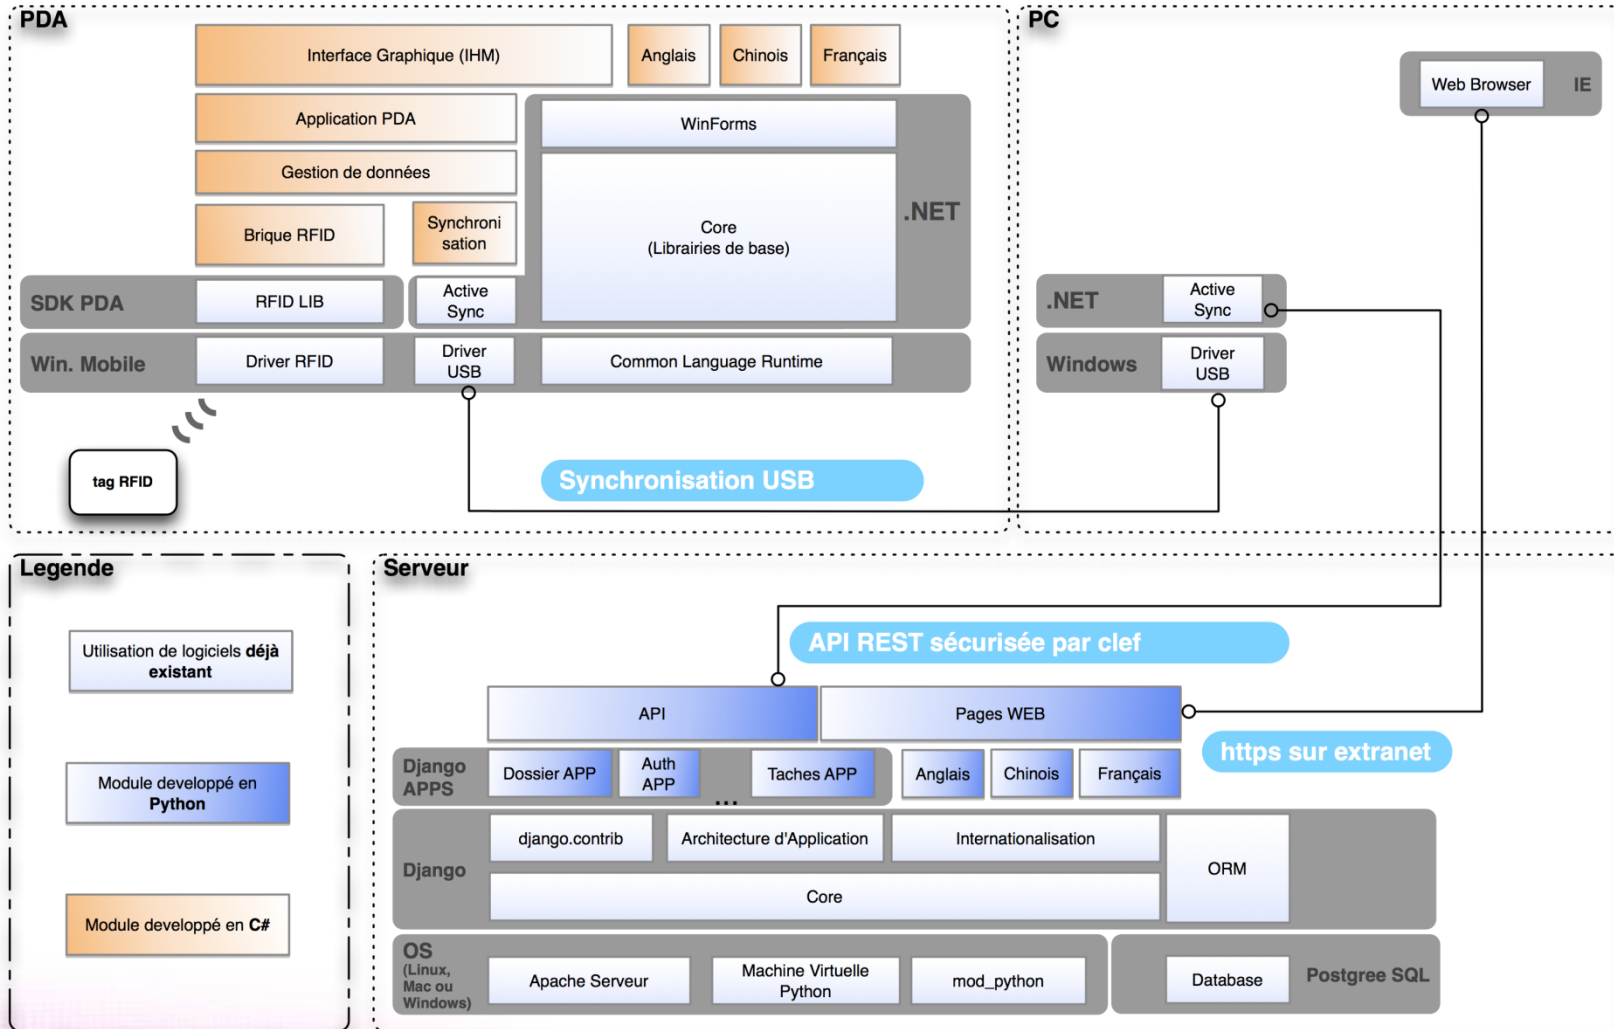 PDA
Interface Graphique (IHM)
Anglais
Chinois
Français
Application PDA
WinForms
Gestion de données
Core
(Librairies de base)
.NET
Brique RFID
Synchroni
sation
SDK PDA
RFID LIB
Active
Sync
Win. Mobile
Driver RFID
Driver
USB
Common Language Runtime
tag RFID
Synchronisation USB
PC
Web Browser
IE
.NET
Active
Sync
Windows
Driver
USB
Legende
Utilisation de logiciels déjà
existant
Module developpé en
Python
Module developpé en C#
Serveur
API REST sécurisée par clef
API
Pages WEB
https sur extranet
Django
APPS
Dossier APP
Auth
APP
...
Taches APP
Anglais
Chinois
Français
Django
django.contrib
Architecture d'Application
Internationalisation
ORM
Core
OS
(Linux,
Mac ou
Windows)
Apache Serveur
Machine Virtuelle
Python
mod_python
Database
Postgree SQL